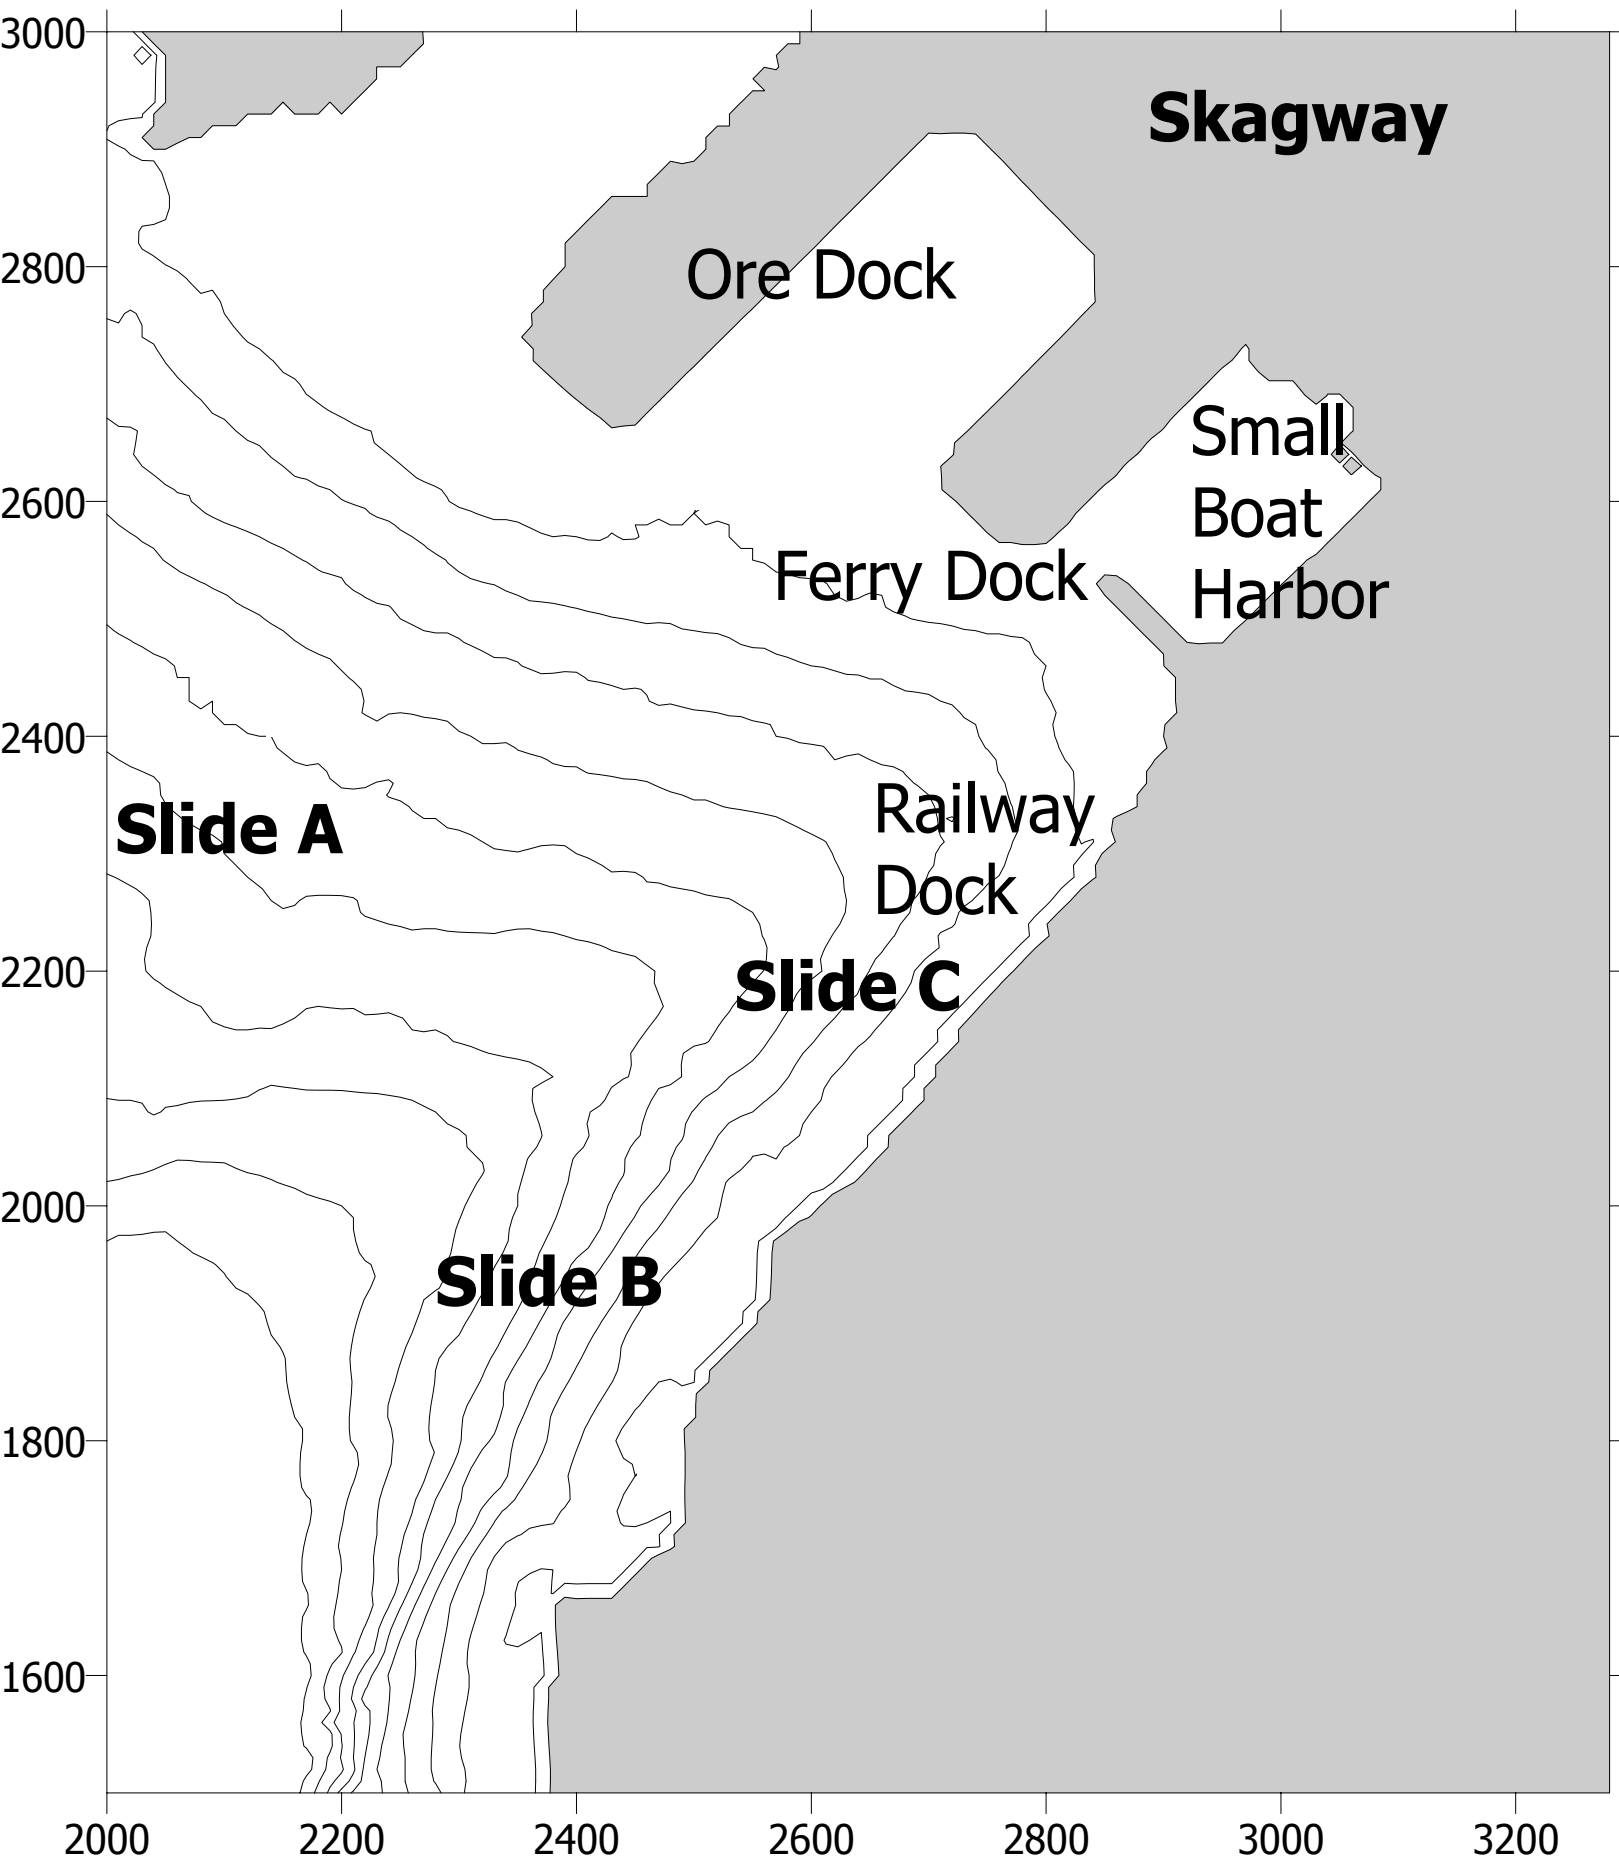 3000
Skagway
2800
Ore Dock
Small
2600
Boat
Ferry Dock
Harbor
2400
Railway
Slide A
Dock
2200
Slide C
2000
Slide B
1800
1600
2000 2200 2400 2600 2800 3000 3200